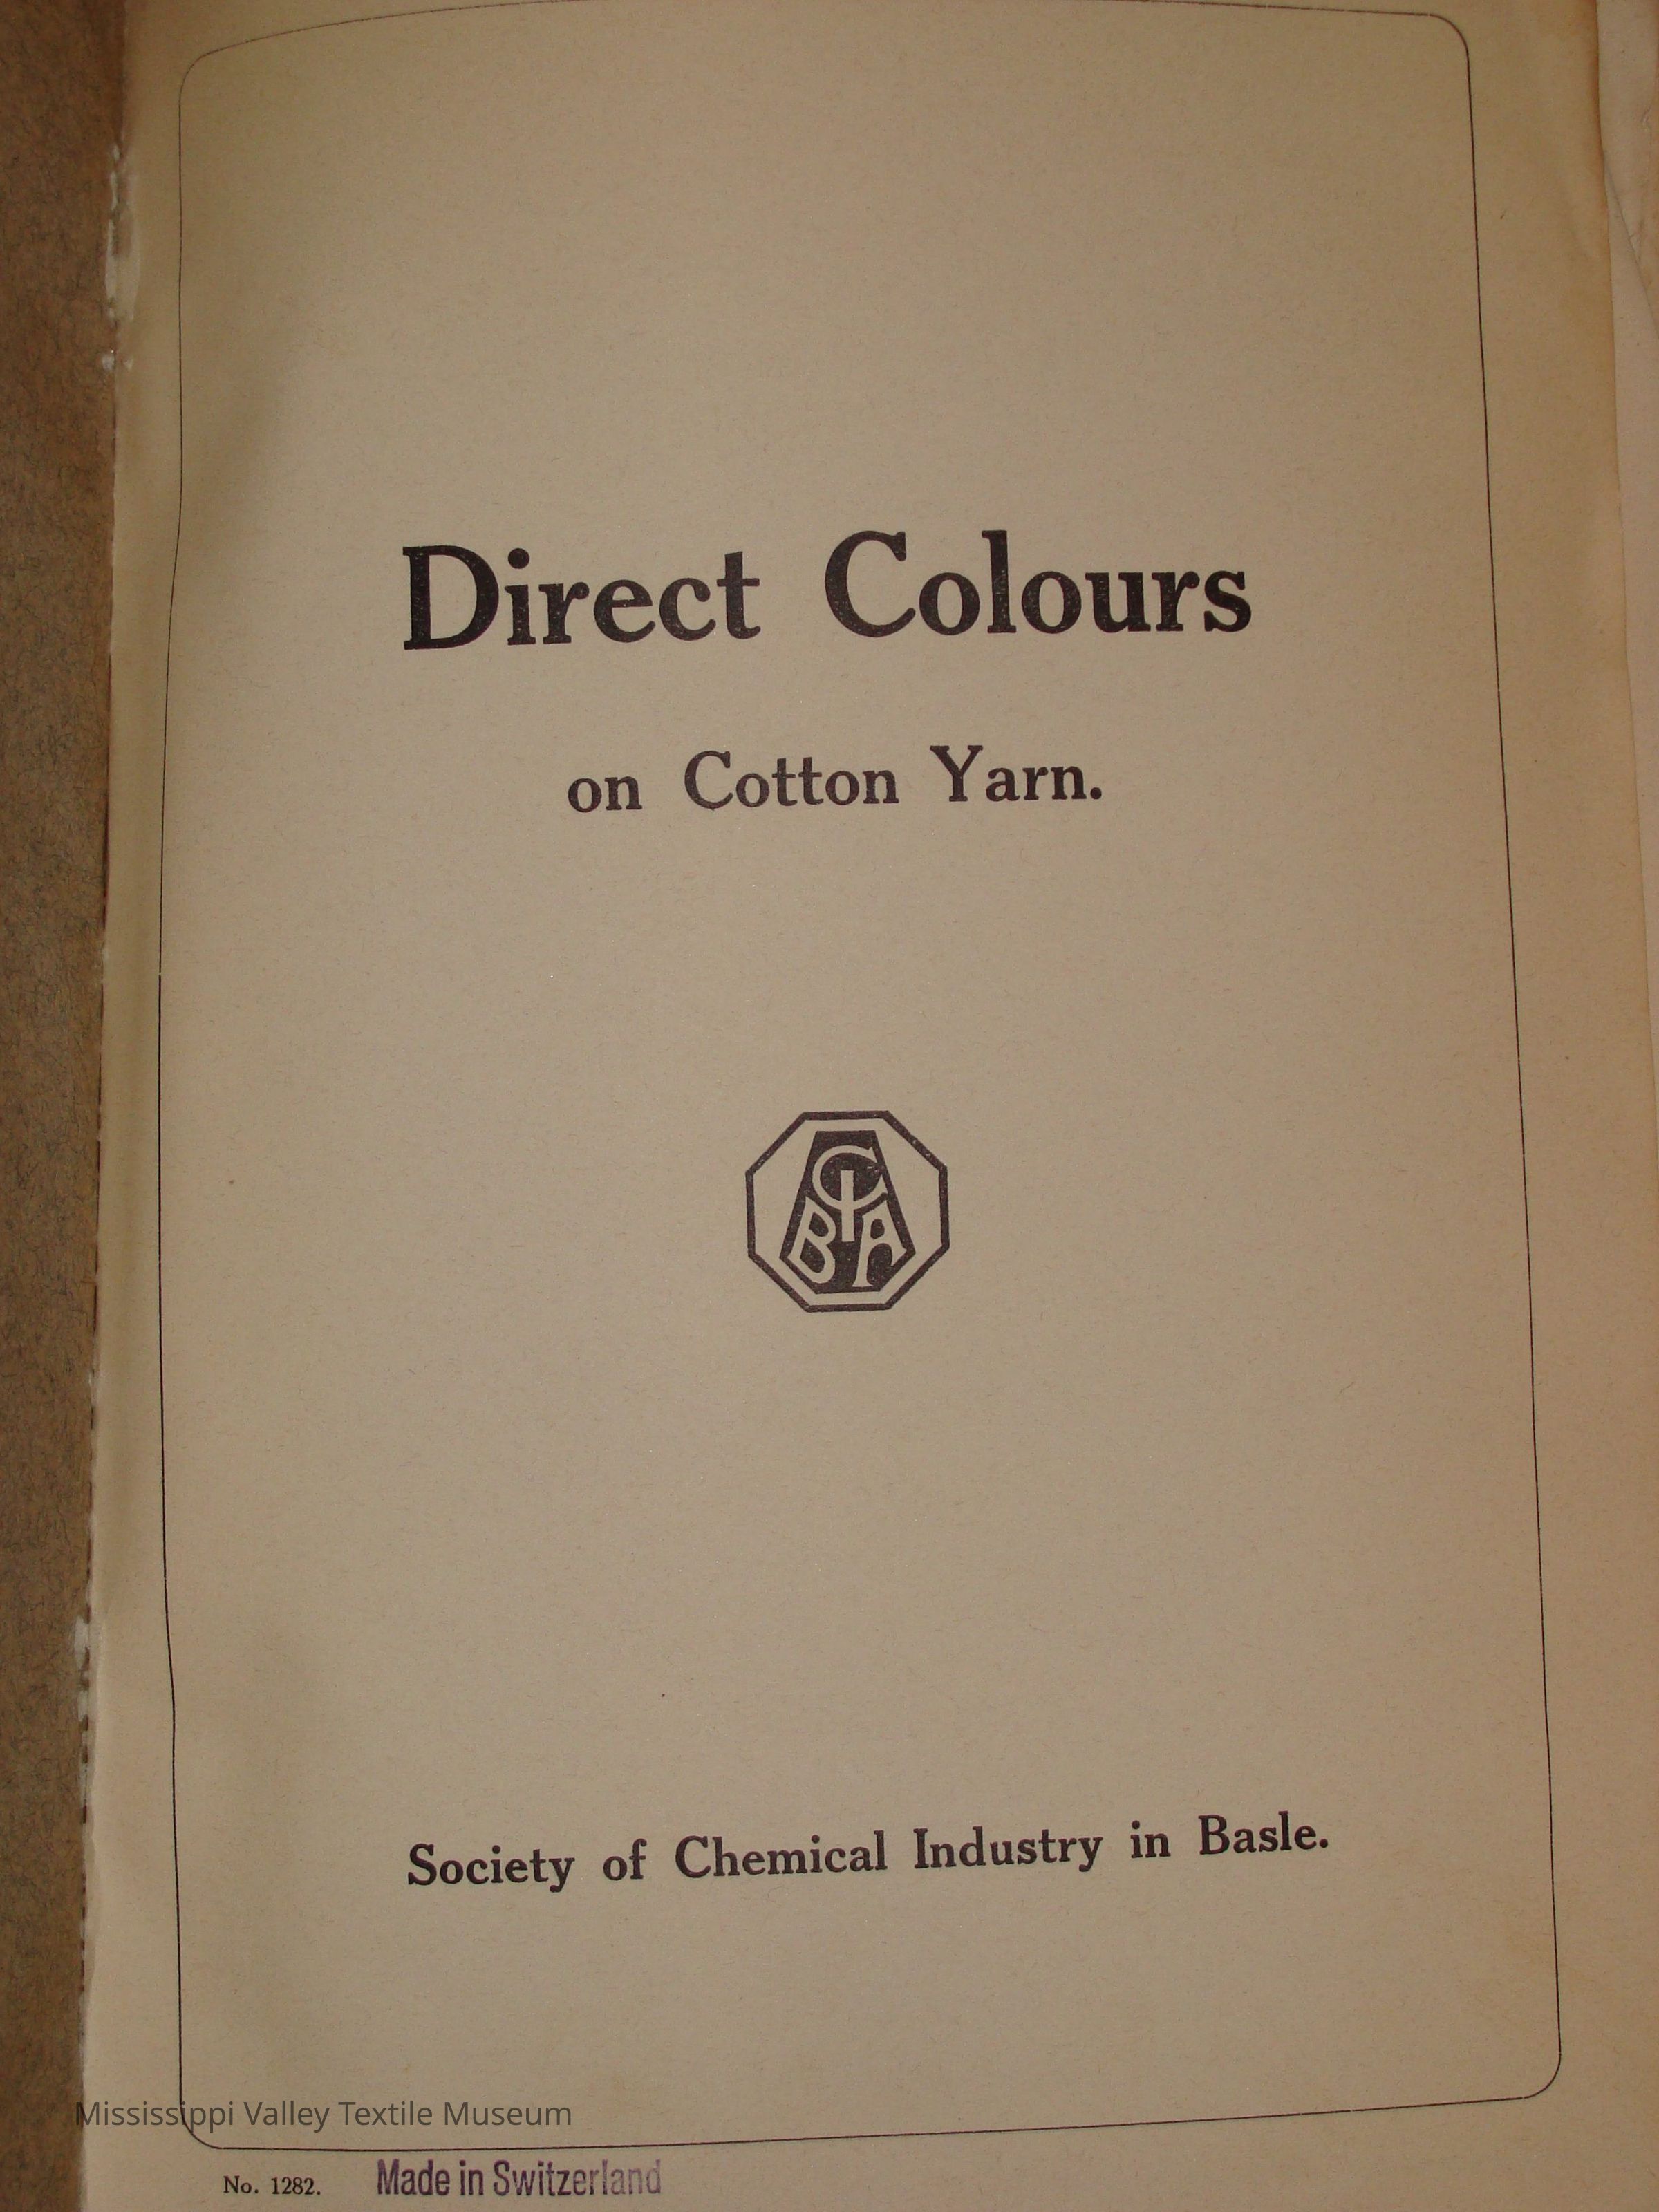 Direct Colours
on Cotton Yarn.
CIBA
Society of Chemical Industry in Basle.
Mississippi Valley Textile Museum
No. 1282. Made in Switzerland